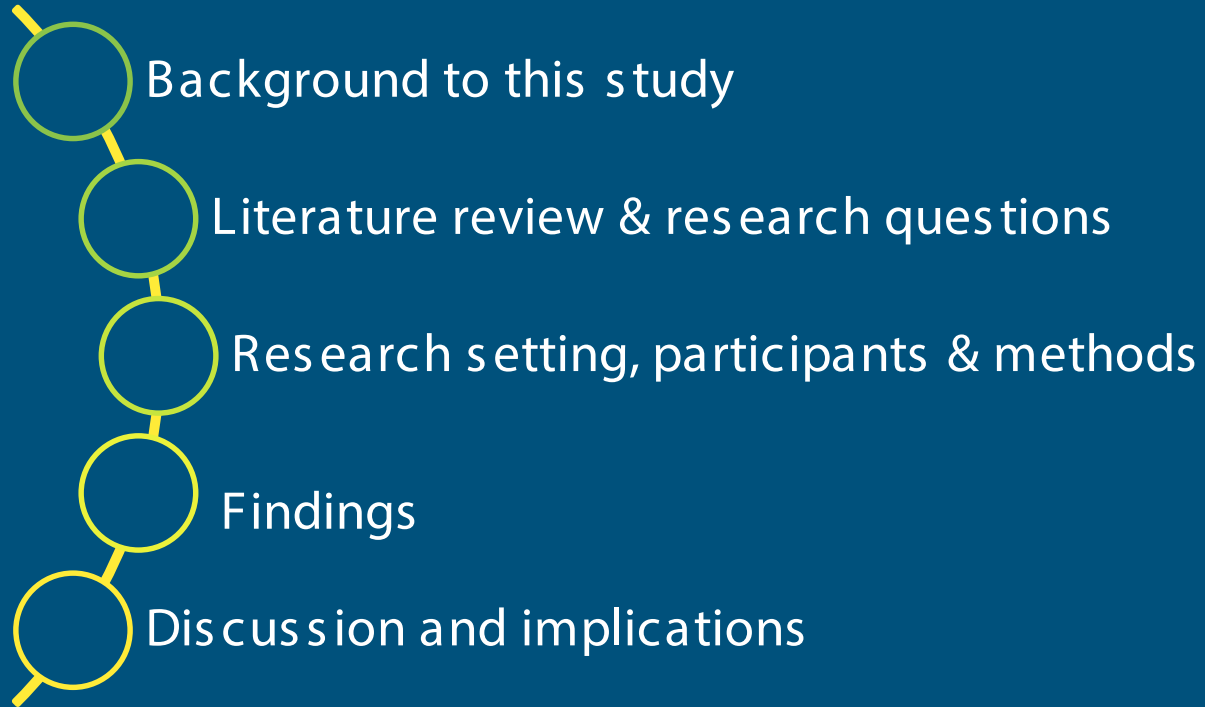 Background to this study
Literature review & research questions
Research setting, participants & methods
Findings
Discussion and implications